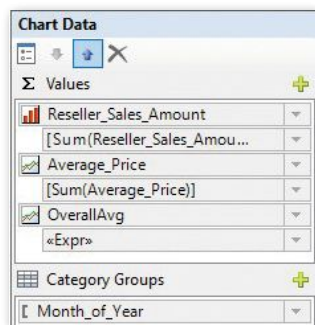 Chart Data
Σ Values
Reseller_Sales_Amount
[Sum(Reseller_Sales_Amou...
Average_Price
[Sum(Average_Price)]
OverallAvg
«Expr»
Category Groups
[ Month_of_Year